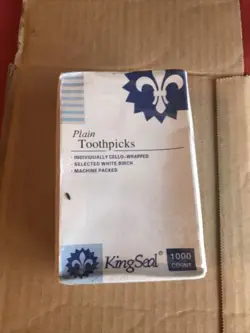 Plain
Toothpicks
· INDIVIDUALLY CELLO-WRAPPED
· SELECTED WHITE BIRCH
· MACHINE PACKED
KingSeal®
1000
COUNT